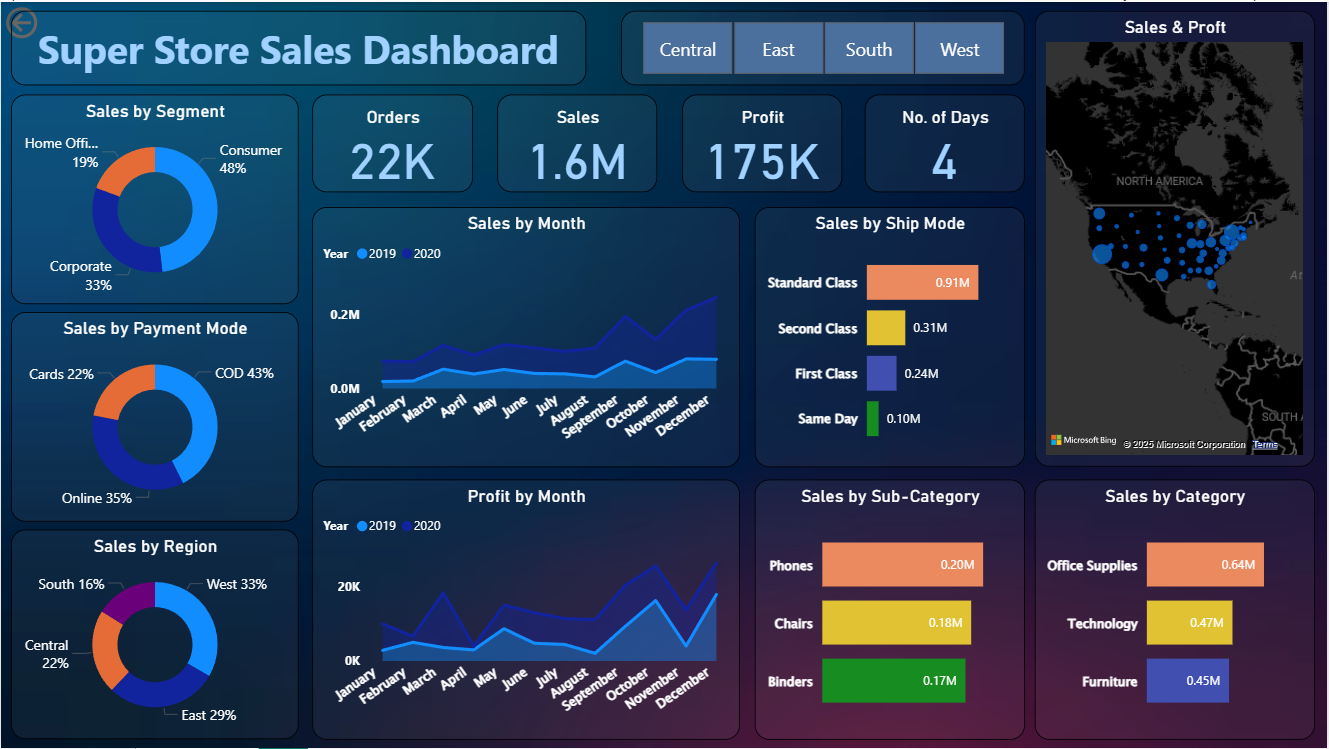 Super Store Sales Dashboard
Central
East
South
West
Sales & Proft
Sales by Segment
Home Offi...
19%
Consumer
48%
Corporate
33%
Orders
22K
Sales
1.6M
Profit
175K
No. of Days
4
NORTH AMERICA
At
SOUTH A
Microsoft Bing
© 2025 Microsoft Corporation
Terms
Sales by Month
Year 2019 2020
0.2M
0.0M
January
February
March
April
May
June
July
August
September
October
November
December
Sales by Ship Mode
Standard Class 0.91M
Second Class 0.31M
First Class 0.24M
Same Day 0.10M
Sales by Payment Mode
Cards 22%
COD 43%
Online 35%
Profit by Month
Year 2019 2020
20K
0K
January
February
March
April
May
June
July
August
September
October
November
December
Sales by Sub-Category
Phones 0.20M
Chairs 0.18M
Binders 0.17M
Sales by Category
Office Supplies 0.64M
Technology 0.47M
Furniture 0.45M
Sales by Region
South 16%
West 33%
Central
22%
East 29%